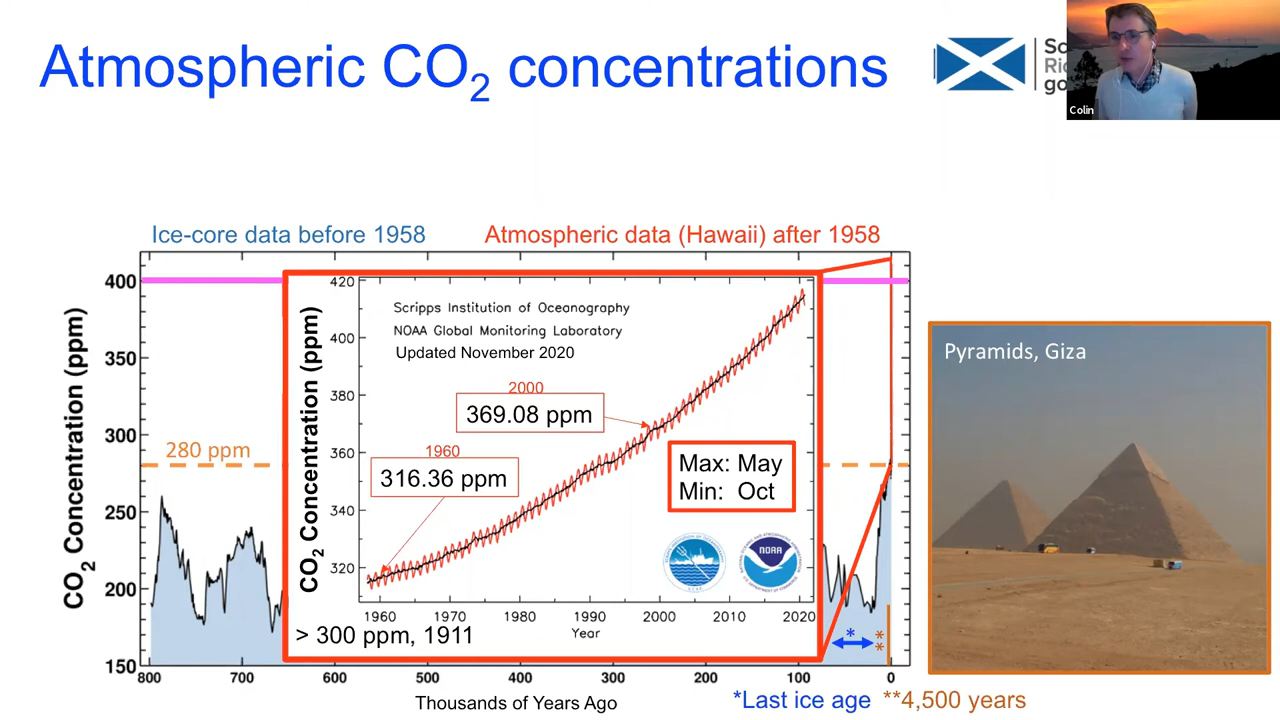 Atmospheric CO₂ concentrations
Colin
Ice-core data before 1958
Atmospheric data (Hawaii) after 1958
CO₂ Concentration (ppm)
400
350
300
250
200
150
280 ppm
CO₂ Concentration (ppm)
420
400
380
360
340
320
Scripps Institution of Oceanography
NOAA Global Monitoring Laboratory
Updated November 2020
2000
369.08 ppm
1960
316.36 ppm
Max: May
Min: Oct
NOAA
1960 1970 1980 1990 2000 2010 2020
Year
> 300 ppm, 1911
*
**
800 700 600 500 400 300 200 100 0
Thousands of Years Ago
*Last ice age
**4,500 years
Pyramids, Giza